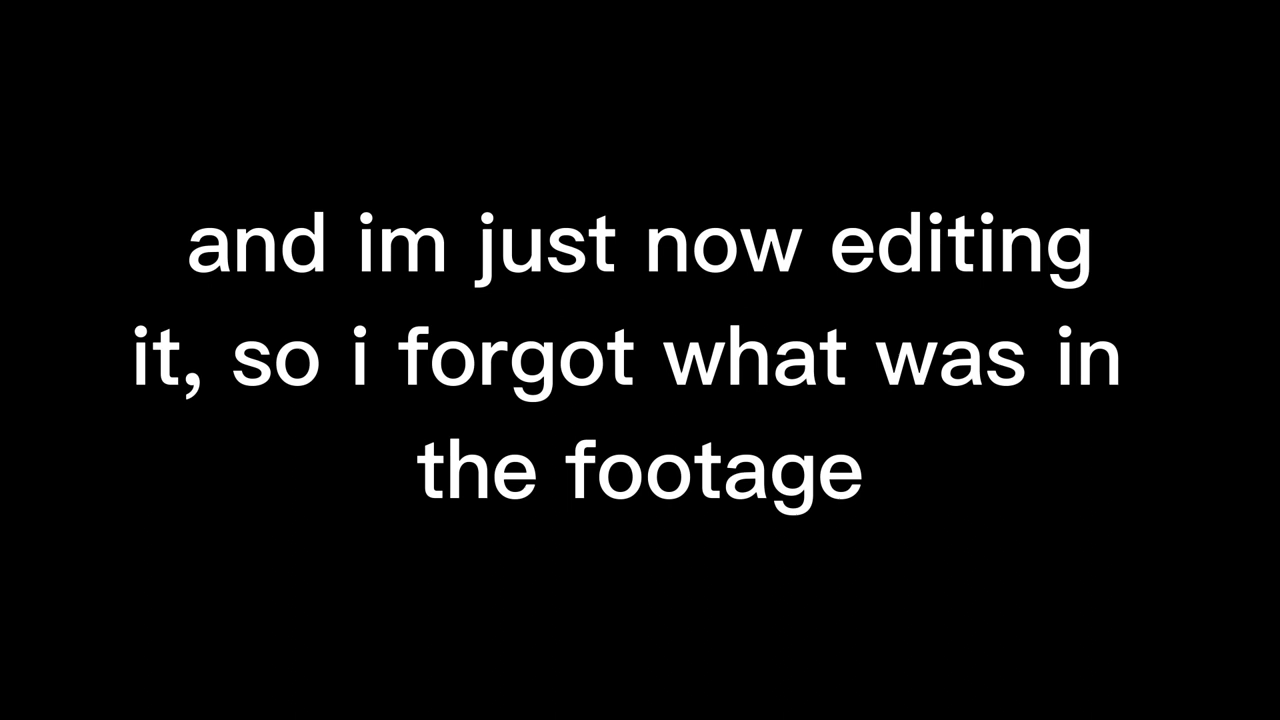 and im just now editing
it, so i forgot what was in
the footage